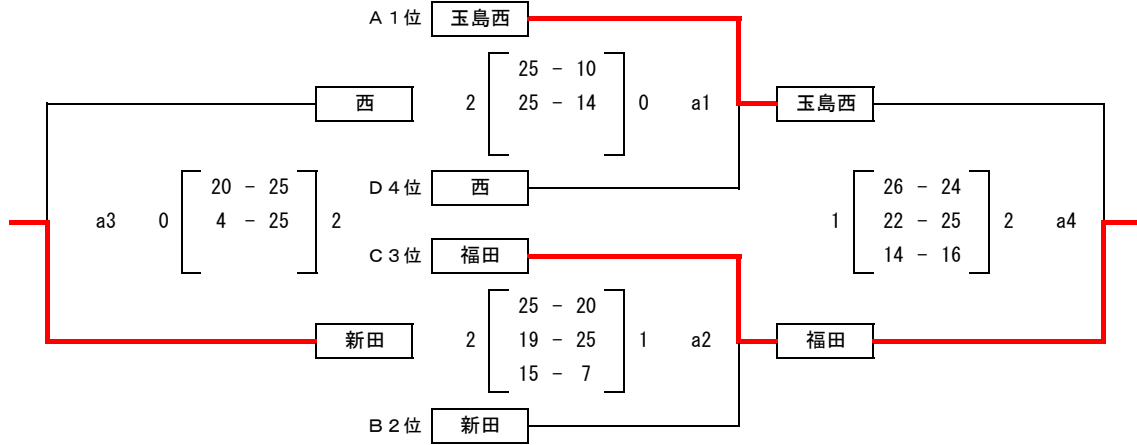 A1位 玉島西
25 - 10
西 2 25 - 14 0 a1 玉島西
D4位 西
20 - 25 26 - 24
a3 0 4 - 25 2 1 22 - 25 2 a4
C3位 福田 14 - 16
25 - 20
新田 2 19 - 25 1 a2 福田
15 - 7
B2位 新田